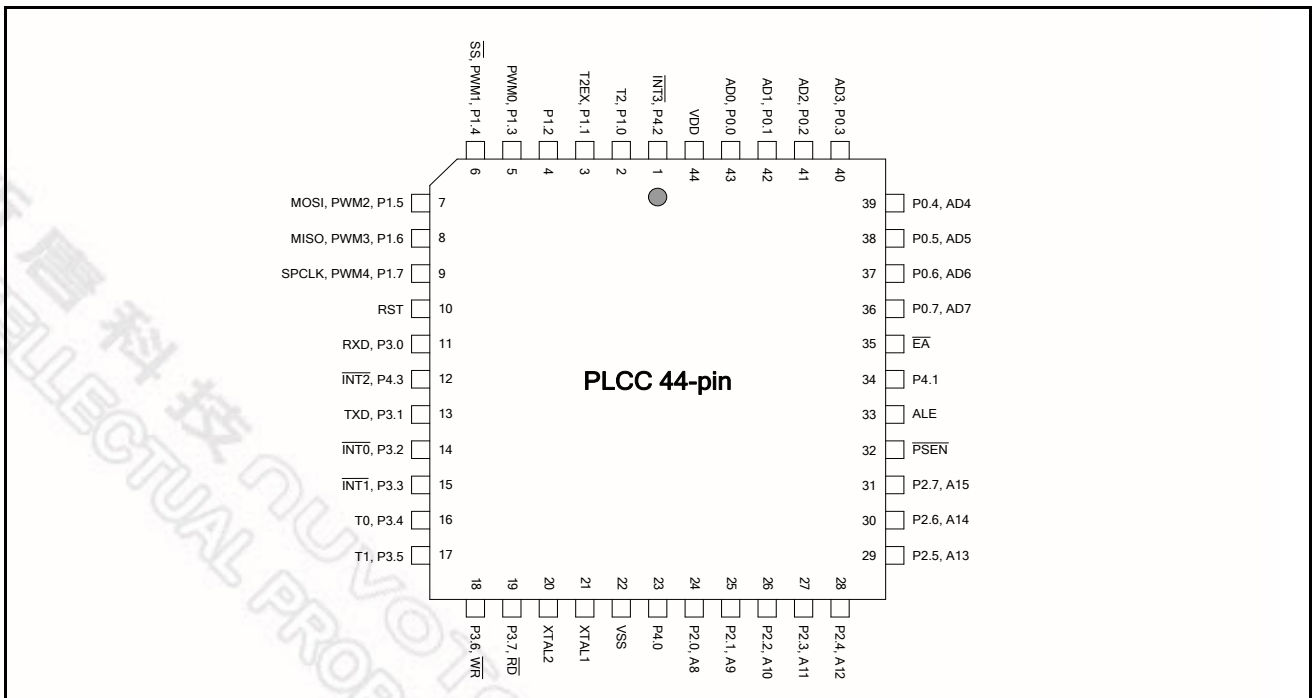 SS, PWM1, P1.4
PWM0, P1.3
P1.2
T2EX, P1.1
T2, P1.0
INT3, P4.2
VDD
AD0, P0.0
AD1, P0.1
AD2, P0.2
AD3, P0.3
6
5
4
3
2
1
44
43
42
41
40
MOSI, PWM2, P1.5 7
MISO, PWM3, P1.6 8
SPCLK, PWM4, P1.7 9
RST 10
RXD, P3.0 11
INT2, P4.3 12
TXD, P3.1 13
INT0, P3.2 14
INT1, P3.3 15
T0, P3.4 16
T1, P3.5 17
PLCC 44-pin
39 P0.4, AD4
38 P0.5, AD5
37 P0.6, AD6
36 P0.7, AD7
35 EA
34 P4.1
33 ALE
32 PSEN
31 P2.7, A15
30 P2.6, A14
29 P2.5, A13
18
19
20
21
22
23
24
25
26
27
28
P3.6, WR
P3.7, RD
XTAL2
XTAL1
VSS
P4.0
P2.0, A8
P2.1, A9
P2.2, A10
P2.3, A11
P2.4, A12
唐科技 nuvoTo
ELLECTUAL PROP